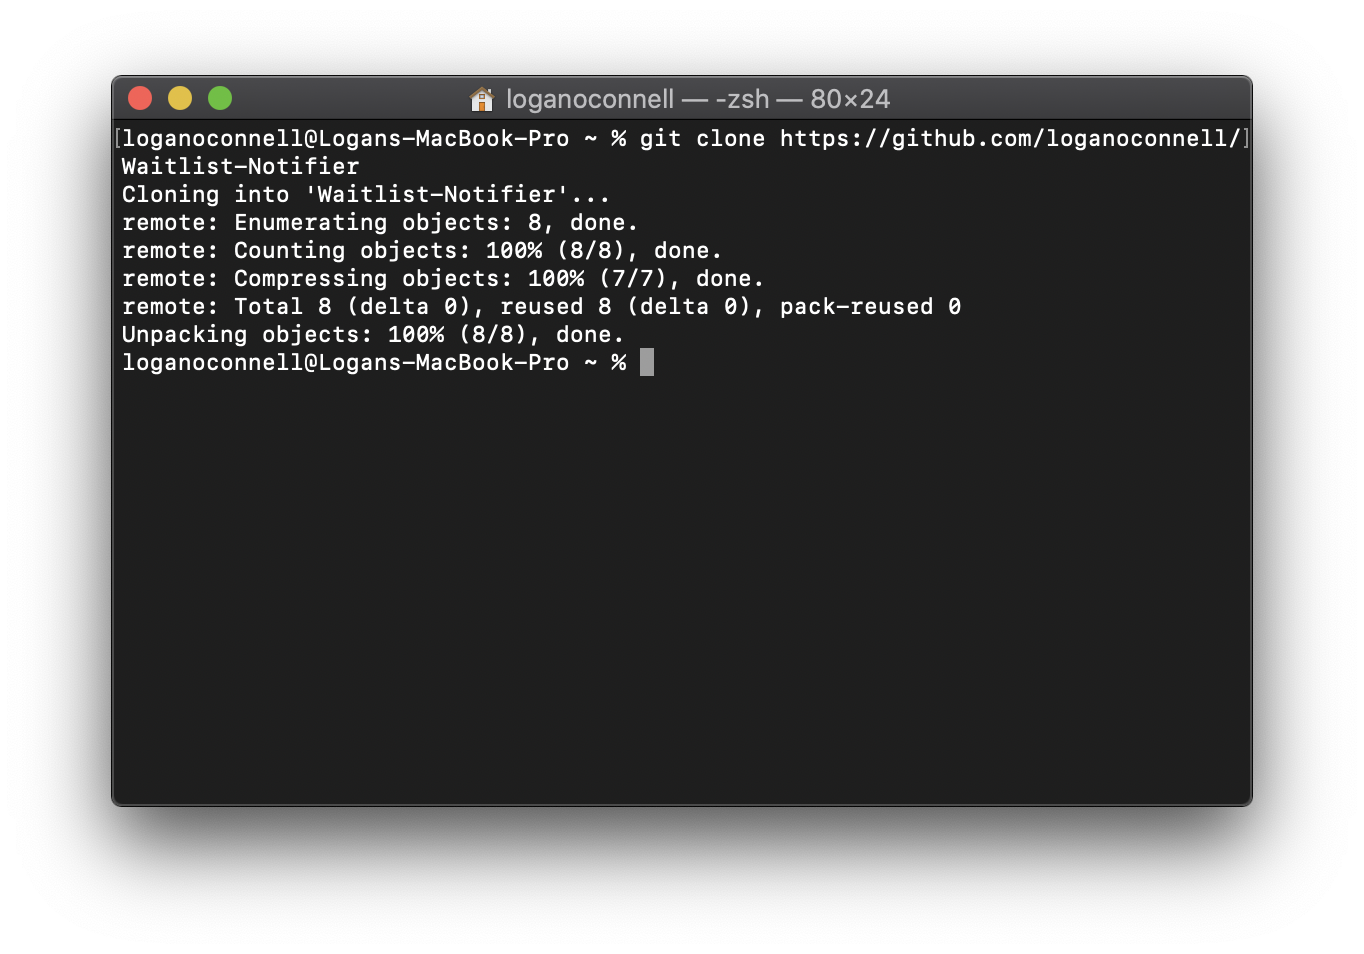 loganoconnell — -zsh — 80×24
[loganoconnell@Logans-MacBook-Pro ~ % git clone https://github.com/loganoconnell/]
Waitlist-Notifier
Cloning into 'Waitlist-Notifier'...
remote: Enumerating objects: 8, done.
remote: Counting objects: 100% (8/8), done.
remote: Compressing objects: 100% (7/7), done.
remote: Total 8 (delta 0), reused 8 (delta 0), pack-reused 0
Unpacking objects: 100% (8/8), done.
loganoconnell@Logans-MacBook-Pro ~ %